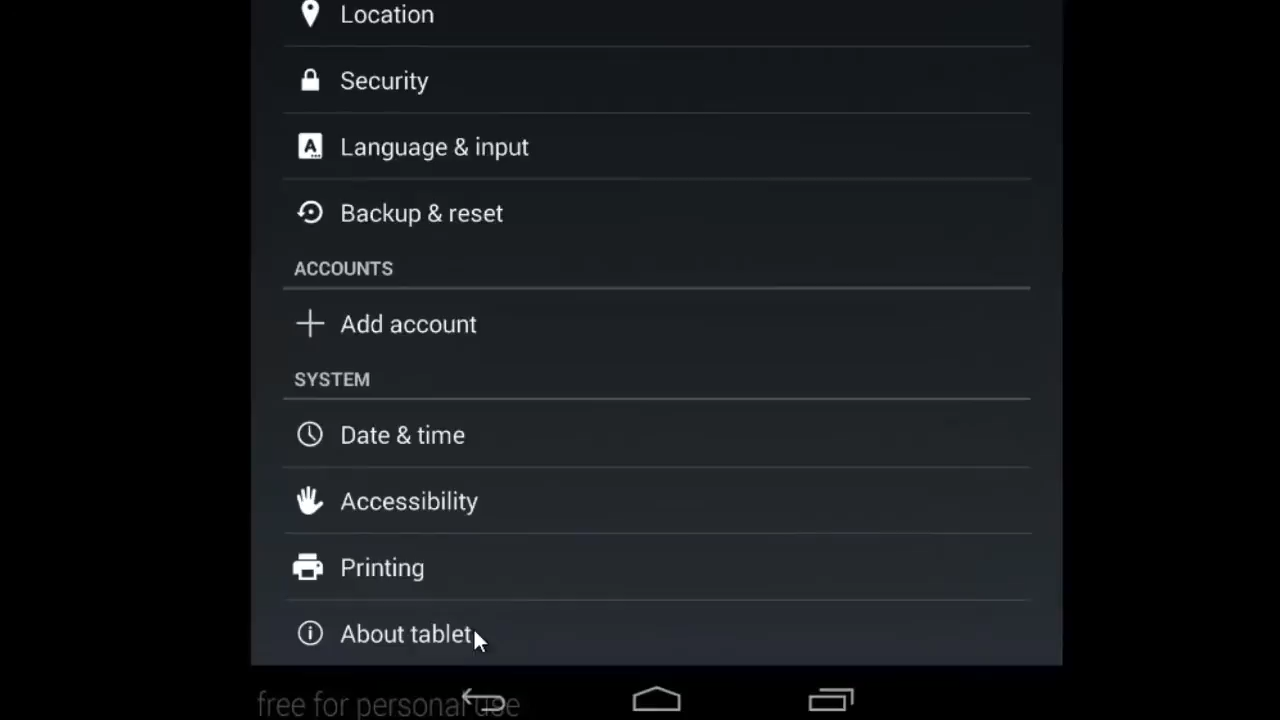 Location
Security
Language & input
Backup & reset
ACCOUNTS
Add account
SYSTEM
Date & time
Accessibility
Printing
About tablet
free for personal use